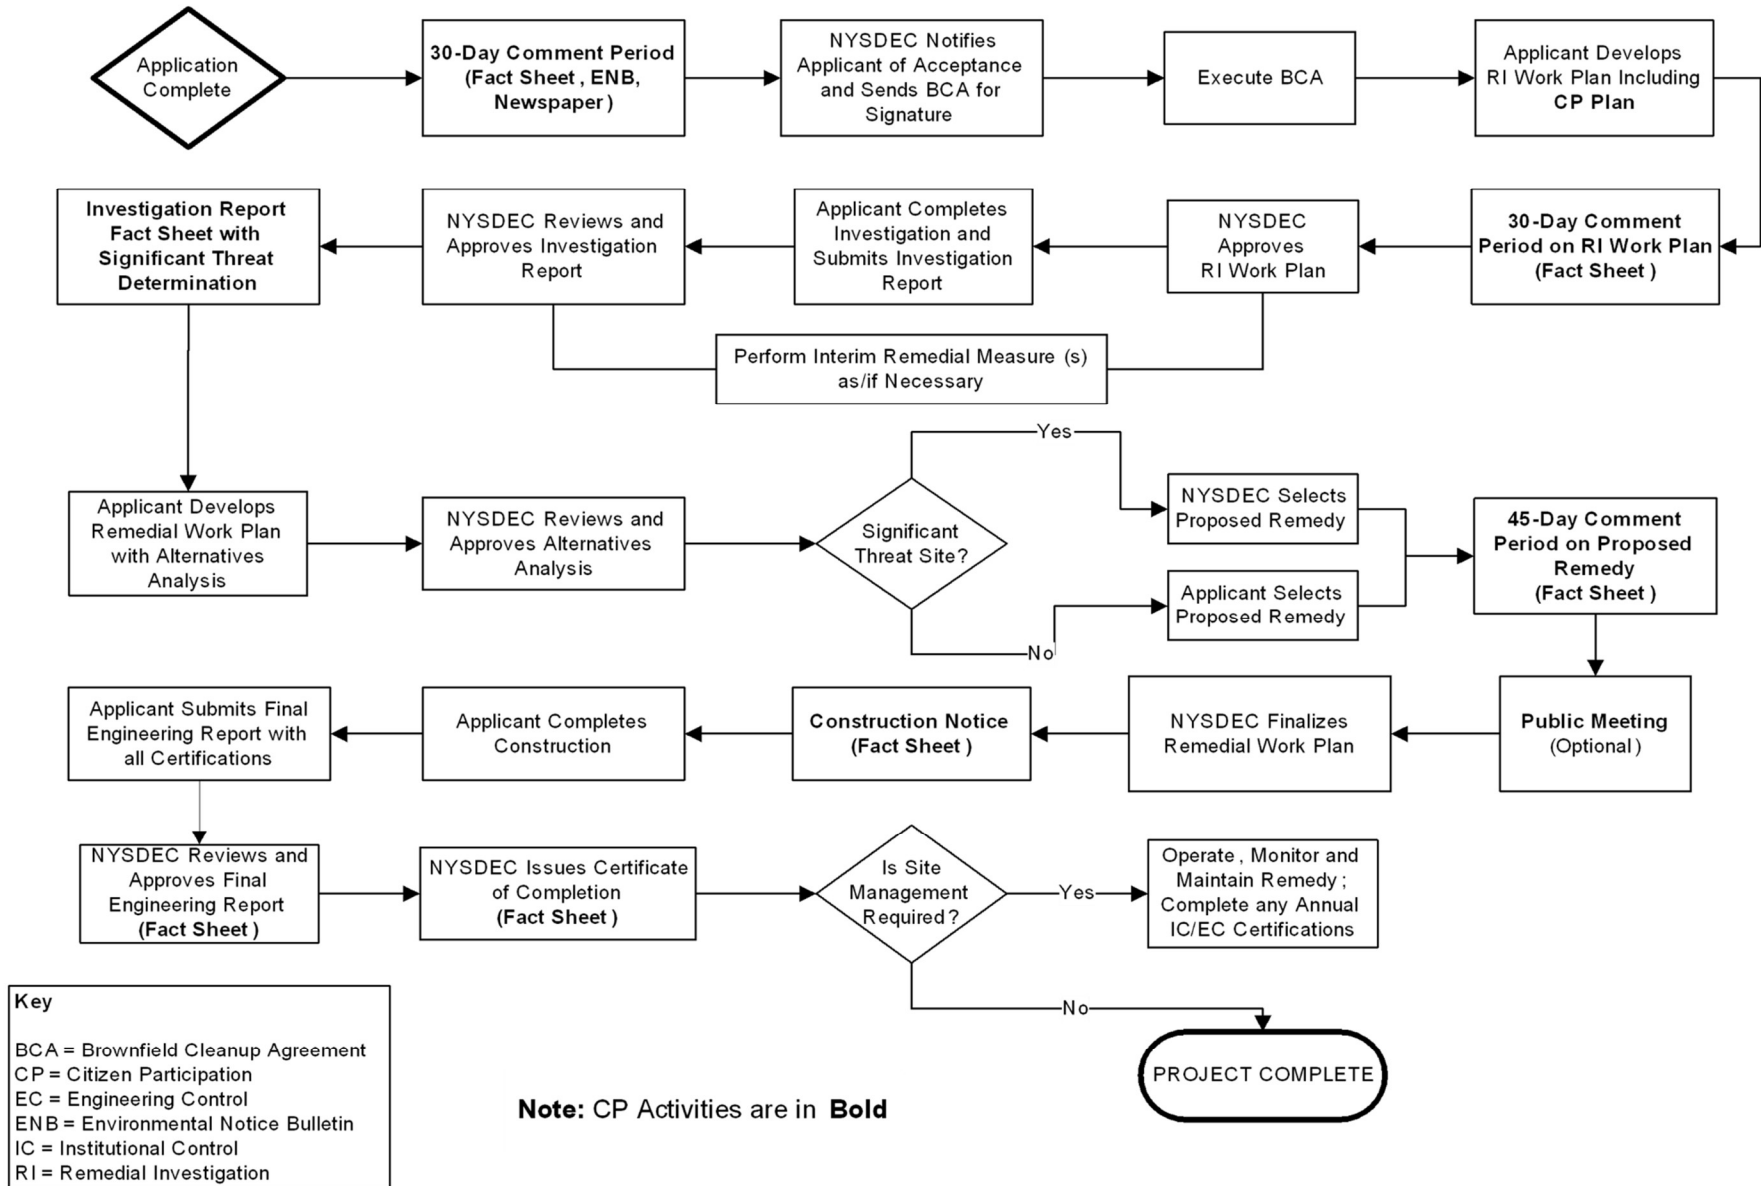 Application
Complete
30-Day Comment Period
(Fact Sheet , ENB,
Newspaper )
NYSDEC Notifies
Applicant of Acceptance
and Sends BCA for
Signature
Execute BCA
Applicant Develops
RI Work Plan Including
CP Plan
30-Day Comment
Period on RI Work Plan
(Fact Sheet )
NYSDEC
Approves
RI Work Plan
Applicant Completes
Investigation and
Submits Investigation
Report
NYSDEC Reviews and
Approves Investigation
Report
Investigation Report
Fact Sheet with
Significant Threat
Determination
Perform Interim Remedial Measure (s)
as/if Necessary
Applicant Develops
Remedial Work Plan
with Alternatives
Analysis
NYSDEC Reviews and
Approves Alternatives
Analysis
Significant
Threat Site?
Yes
No
NYSDEC Selects
Proposed Remedy
Applicant Selects
Proposed Remedy
45-Day Comment
Period on Proposed
Remedy
(Fact Sheet )
Public Meeting
(Optional )
NYSDEC Finalizes
Remedial Work Plan
Construction Notice
(Fact Sheet )
Applicant Completes
Construction
Applicant Submits Final
Engineering Report with
all Certifications
NYSDEC Reviews and
Approves Final
Engineering Report
(Fact Sheet )
NYSDEC Issues Certificate
of Completion
(Fact Sheet )
Is Site
Management
Required?
Yes
Operate , Monitor and
Maintain Remedy ;
Complete any Annual
IC/EC Certifications
No
PROJECT COMPLETE
Key
BCA = Brownfield Cleanup Agreement
CP = Citizen Participation
EC = Engineering Control
ENB = Environmental Notice Bulletin
IC = Institutional Control
RI = Remedial Investigation
Note: CP Activities are in Bold